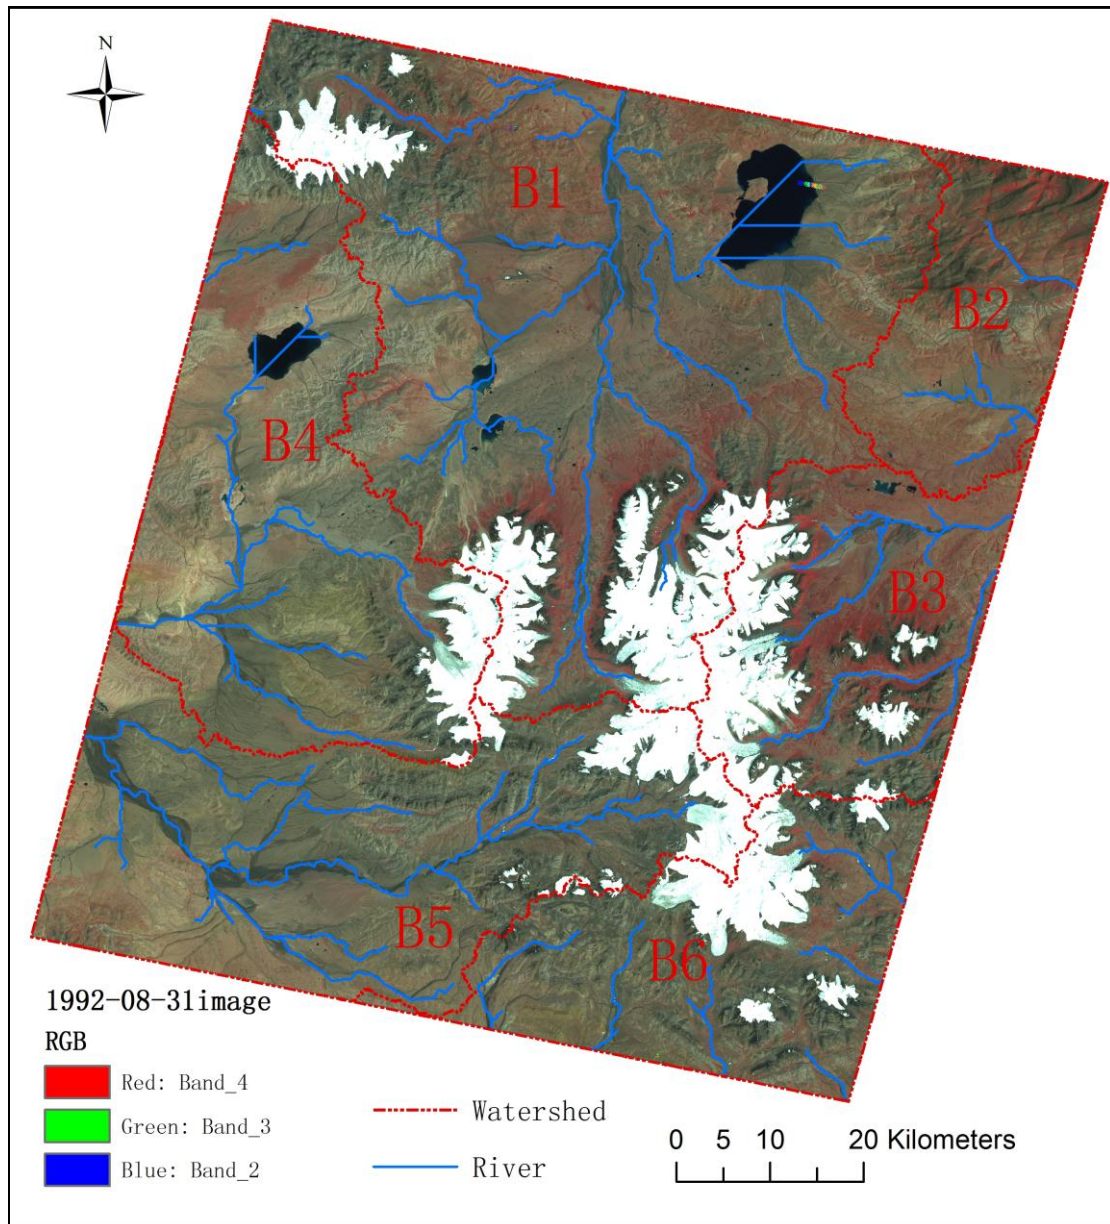 N
B1
B2
B4
B3
B5
B6
1992-08-31image
RGB
Red: Band_4
Green: Band_3
Blue: Band_2
Watershed
River
0 5 10 20 Kilometers